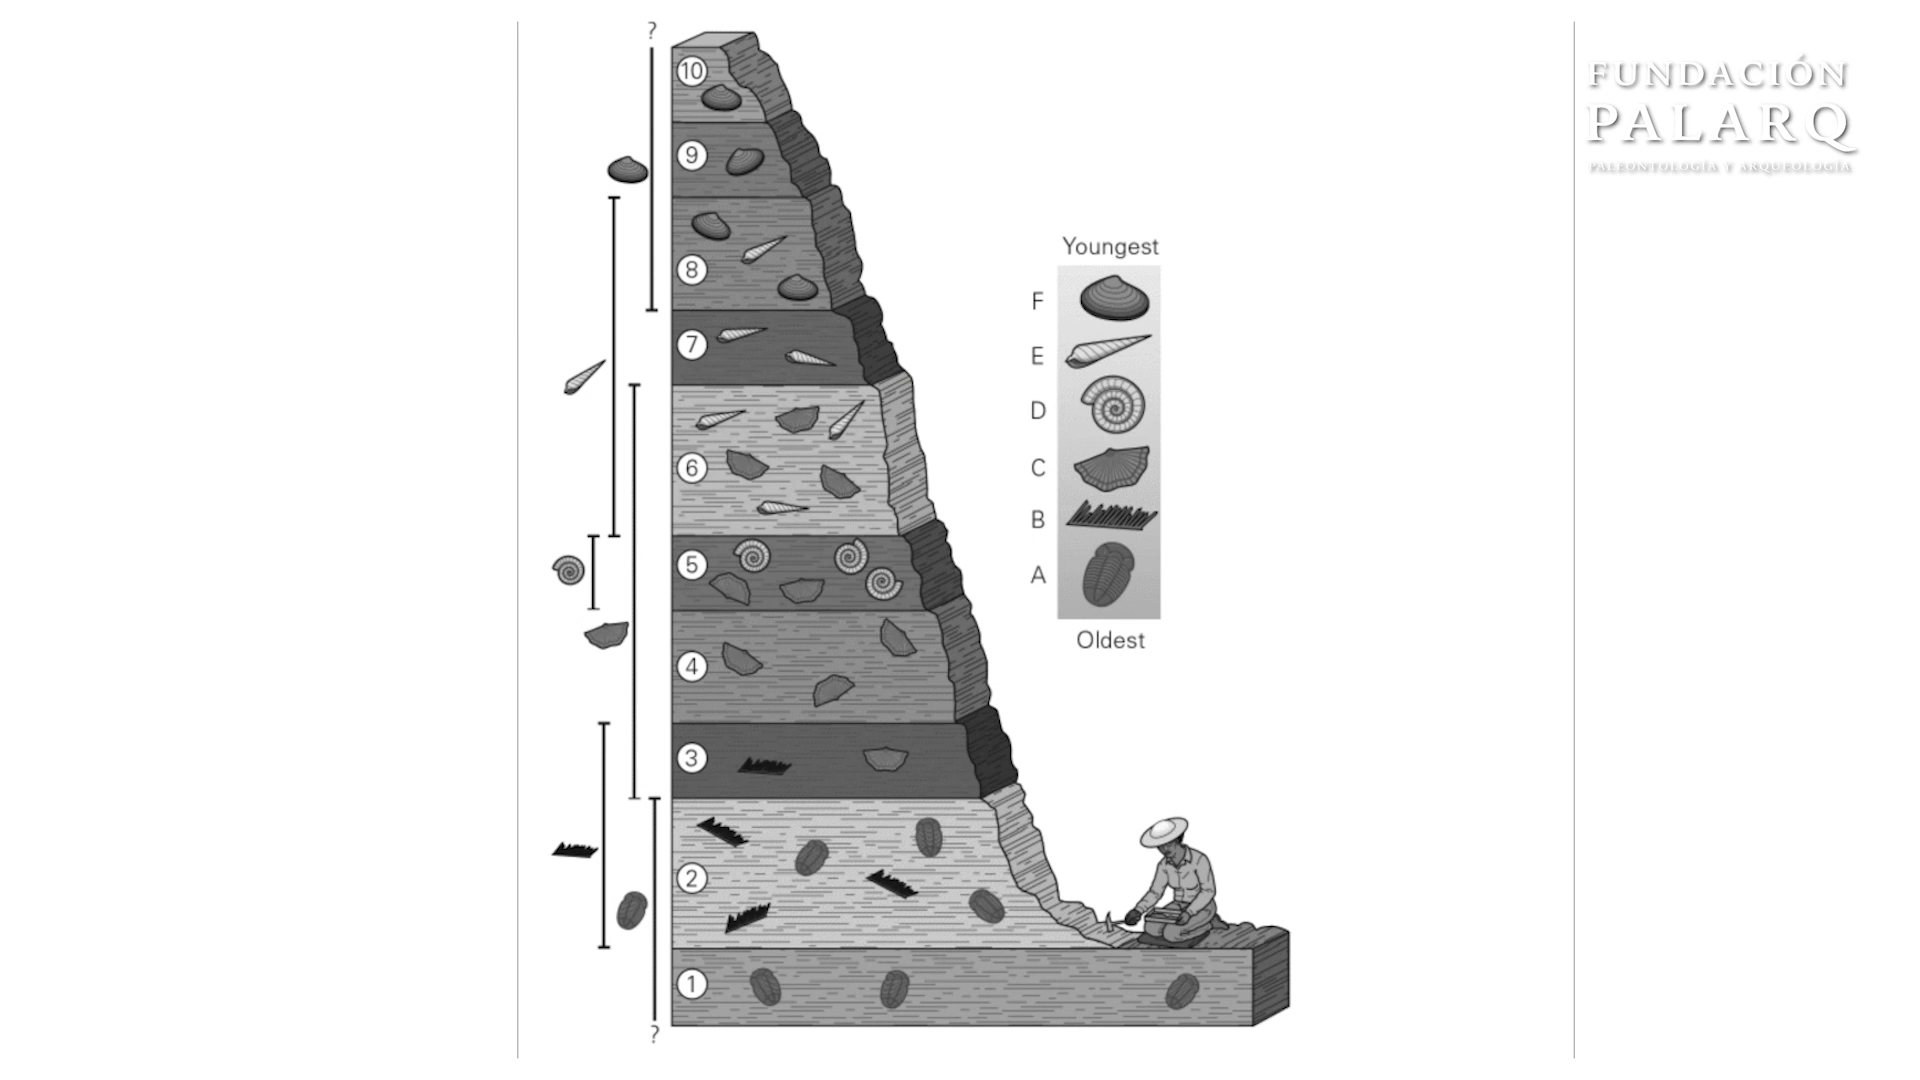 ?
10
9
8
7
6
5
4
3
2
1
?
Youngest
F
E
D
C
B
A
Oldest
FUNDACIÓN
PALARQ
PALEONTOLOGÍA Y ARQUEOLOGÍA